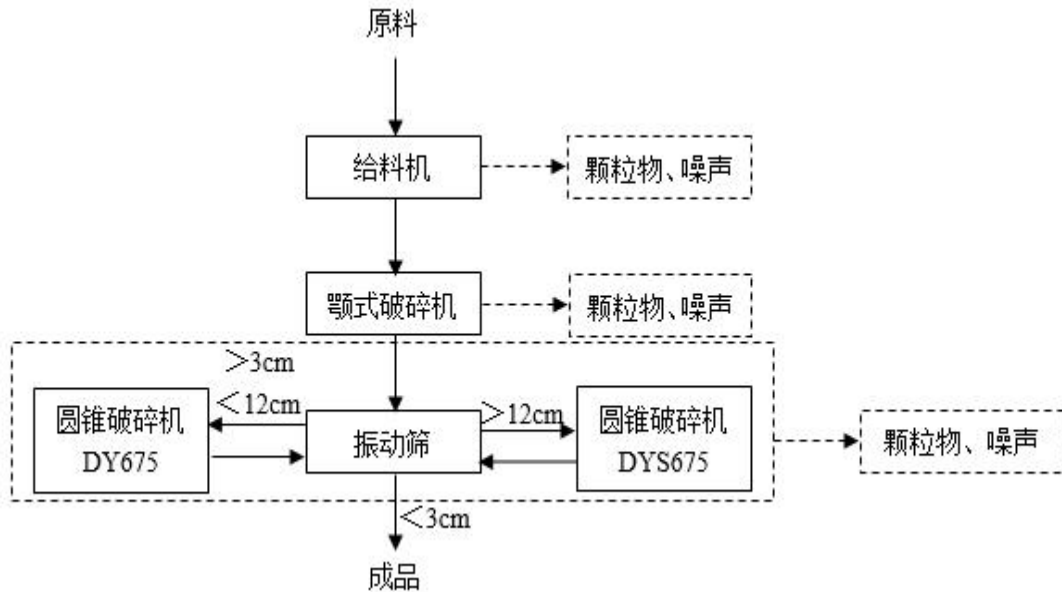 原料
给料机
颗粒物、噪声
颚式破碎机
颗粒物、噪声
＞3cm
＜12cm
圆锥破碎机
DY675
振动筛
＞12cm
圆锥破碎机
DYS675
颗粒物、噪声
＜3cm
成品